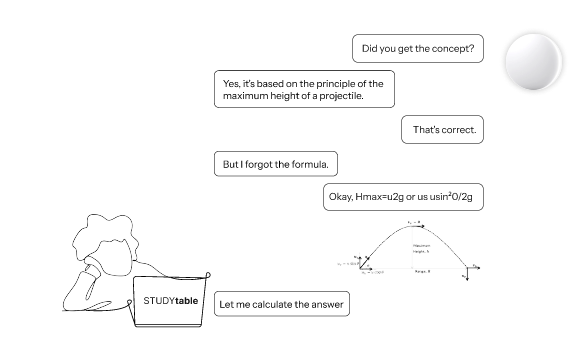 Did you get the concept?
Yes, it's based on the principle of the
maximum height of a projectile.
That's correct.
But I forgot the formula.
Okay, Hmax=u2g or us usin²0/2g
Maximum
Height, h
Range, R
STUDYtable
Let me calculate the answer